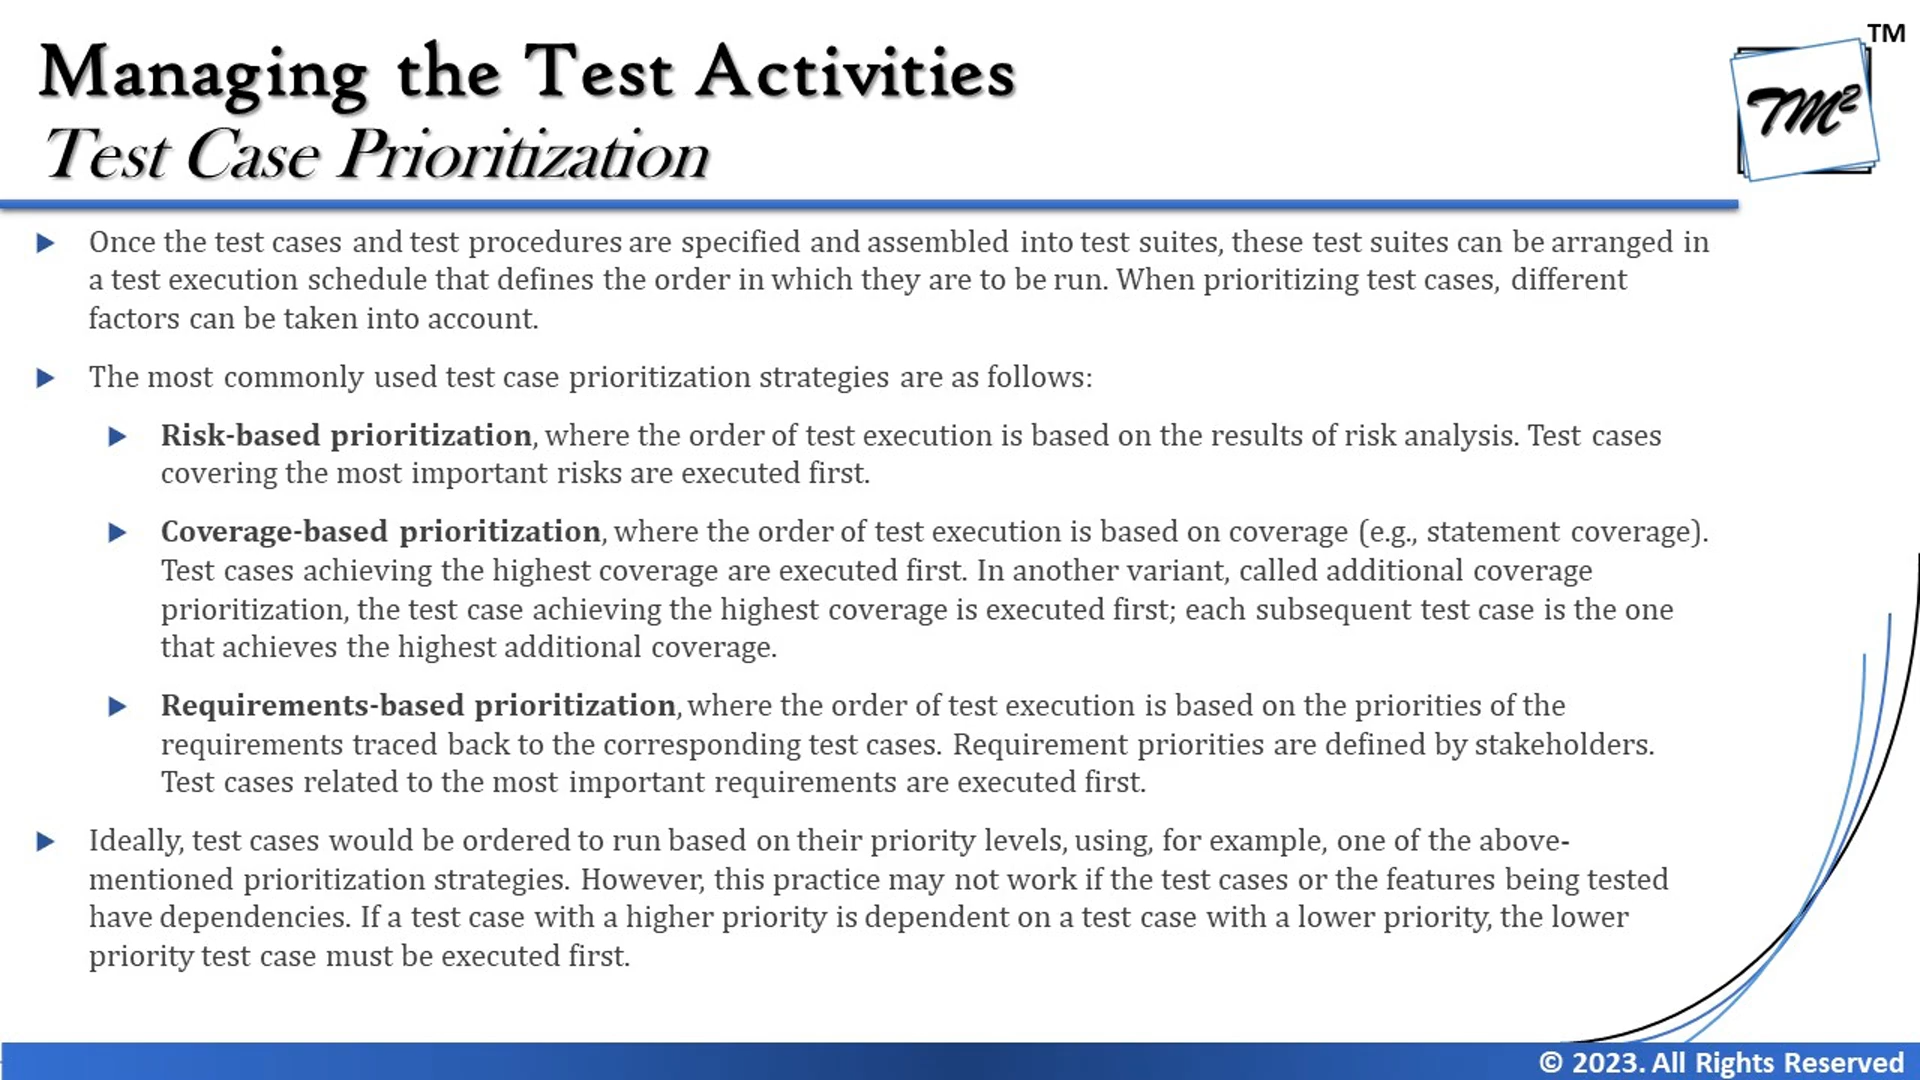 Managing the Test Activities
TM
TM²
Test Case Prioritization
Once the test cases and test procedures are specified and assembled into test suites, these test suites can be arranged in
a test execution schedule that defines the order in which they are to be run. When prioritizing test cases, different
factors can be taken into account.
The most commonly used test case prioritization strategies are as follows:
Risk-based prioritization, where the order of test execution is based on the results of risk analysis. Test cases
covering the most important risks are executed first.
Coverage-based prioritization, where the order of test execution is based on coverage (e.g., statement coverage).
Test cases achieving the highest coverage are executed first. In another variant, called additional coverage
prioritization, the test case achieving the highest coverage is executed first; each subsequent test case is the one
that achieves the highest additional coverage.
Requirements-based prioritization, where the order of test execution is based on the priorities of the
requirements traced back to the corresponding test cases. Requirement priorities are defined by stakeholders.
Test cases related to the most important requirements are executed first.
Ideally, test cases would be ordered to run based on their priority levels, using, for example, one of the above-
mentioned prioritization strategies. However, this practice may not work if the test cases or the features being tested
have dependencies. If a test case with a higher priority is dependent on a test case with a lower priority, the lower
priority test case must be executed first.
© 2023. All Rights Reserved